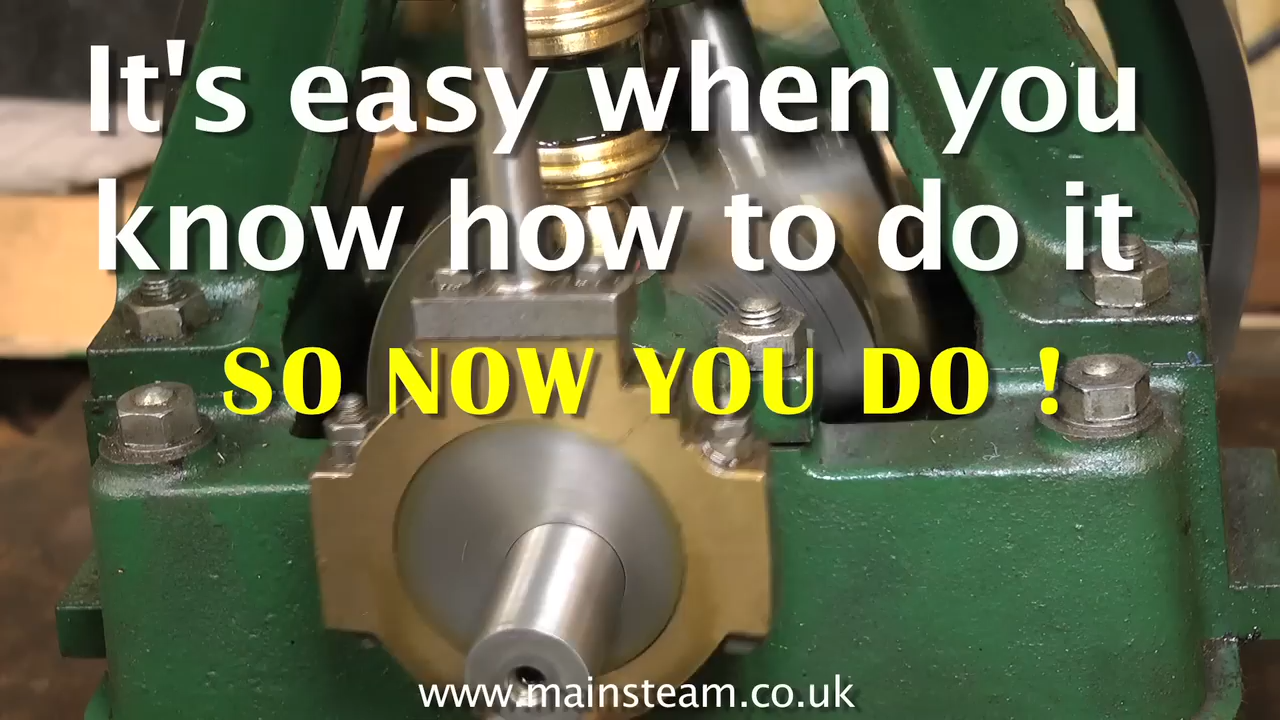 It's easy when you
know how to do it
SO NOW YOU DO !
www.mainsteam.co.uk